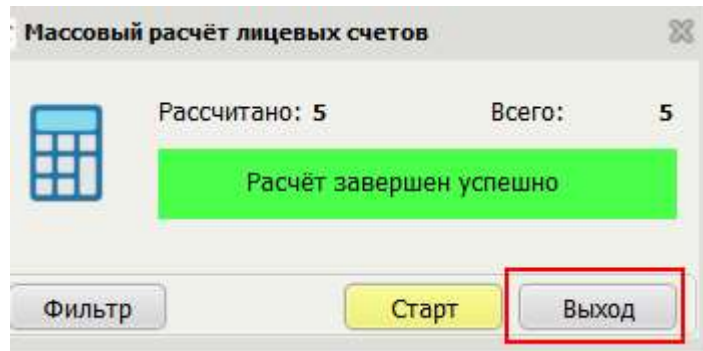 Массовый расчёт лицевых счетов
Рассчитано: 5 Всего: 5
Расчёт завершен успешно
Фильтр Старт Выход